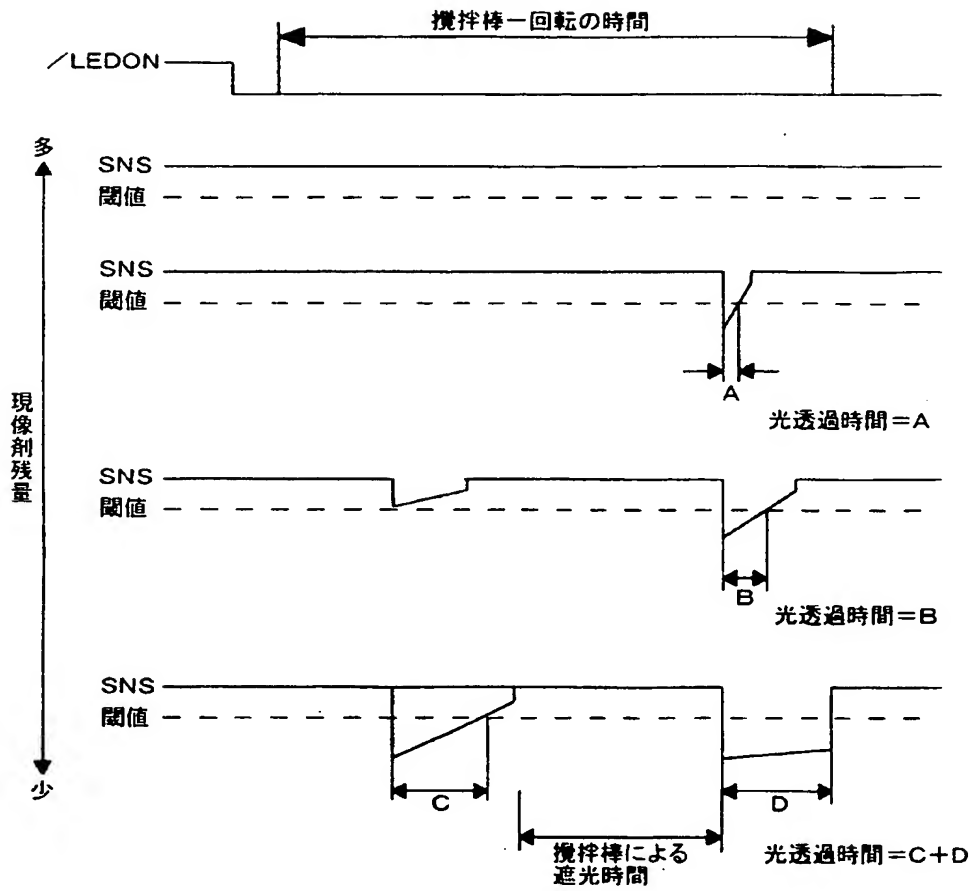 攪拌棒一回転の時間
/LEDON
多
SNS
閾値
SNS
閾値
A
光透過時間=A
現像剤残量
SNS
閾値
B
光透過時間=B
SNS
閾値
少
C
D
攪拌棒による
遮光時間
光透過時間=C+D